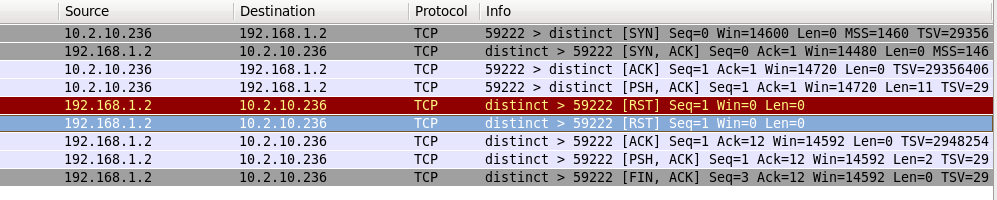 Source Destination Protocol Info
10.2.10.236 192.168.1.2 TCP 59222 > distinct [SYN] Seq=0 Win=14600 Len=0 MSS=1460 TSV=29356
192.168.1.2 10.2.10.236 TCP distinct > 59222 [SYN, ACK] Seq=0 Ack=1 Win=14480 Len=0 MSS=146
10.2.10.236 192.168.1.2 TCP 59222 > distinct [ACK] Seq=1 Ack=1 Win=14720 Len=0 TSV=29356406
10.2.10.236 192.168.1.2 TCP 59222 > distinct [PSH, ACK] Seq=1 Ack=1 Win=14720 Len=11 TSV=29
192.168.1.2 10.2.10.236 TCP distinct > 59222 [RST] Seq=1 Win=0 Len=0
192.168.1.2 10.2.10.236 TCP distinct > 59222 [RST] Seq=1 Win=0 Len=0
192.168.1.2 10.2.10.236 TCP distinct > 59222 [ACK] Seq=1 Ack=12 Win=14592 Len=0 TSV=2948254
192.168.1.2 10.2.10.236 TCP distinct > 59222 [PSH, ACK] Seq=1 Ack=12 Win=14592 Len=2 TSV=29
192.168.1.2 10.2.10.236 TCP distinct > 59222 [FIN, ACK] Seq=3 Ack=12 Win=14592 Len=0 TSV=29